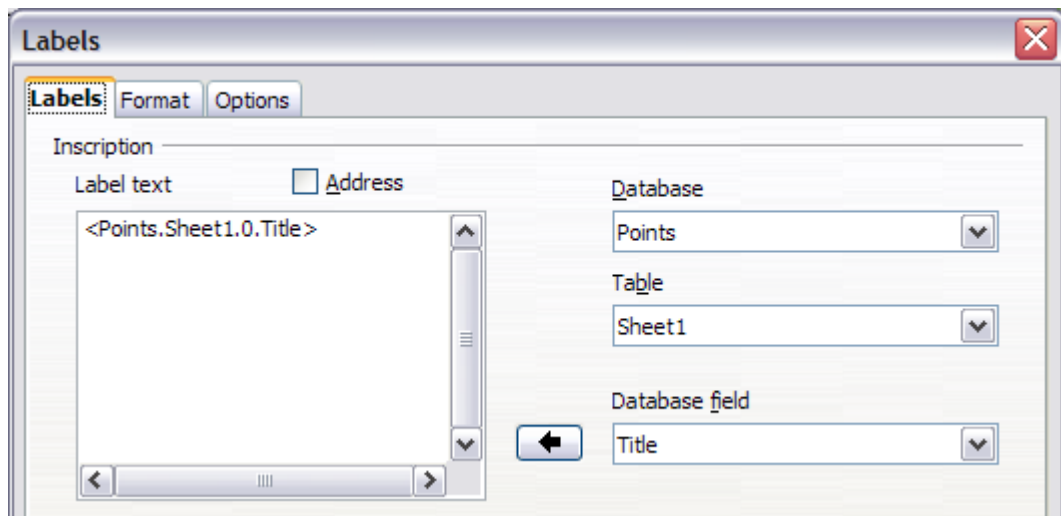 Labels
Labels Format Options
Inscription
Label text Address
<Points.Sheet1.0.Title>
Database
Points
Table
Sheet1
Database field
Title